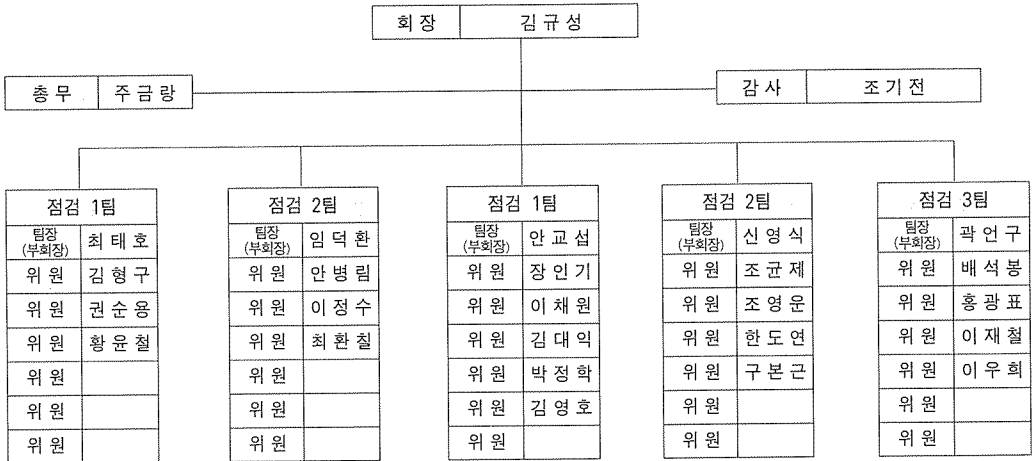 회장 김규성
총무 주금랑
감사 조기전
점검 1팀
팀장 (부회장) 최태호
위원 김형구
위원 권순용
위원 황윤철
위원
위원
위원
점검 2팀
팀장 (부회장) 임덕환
위원 안병림
위원 이정수
위원 최환칠
위원
위원
위원
점검 1팀
팀장 (부회장) 안교섭
위원 장인기
위원 이채원
위원 김대익
위원 박정학
위원 김영호
위원
점검 2팀
팀장 (부회장) 신영식
위원 조균제
위원 조영운
위원 한도연
위원 구본근
위원
위원
점검 3팀
팀장 (부회장) 곽언구
위원 배석봉
위원 홍광표
위원 이재철
위원 이우희
위원
위원